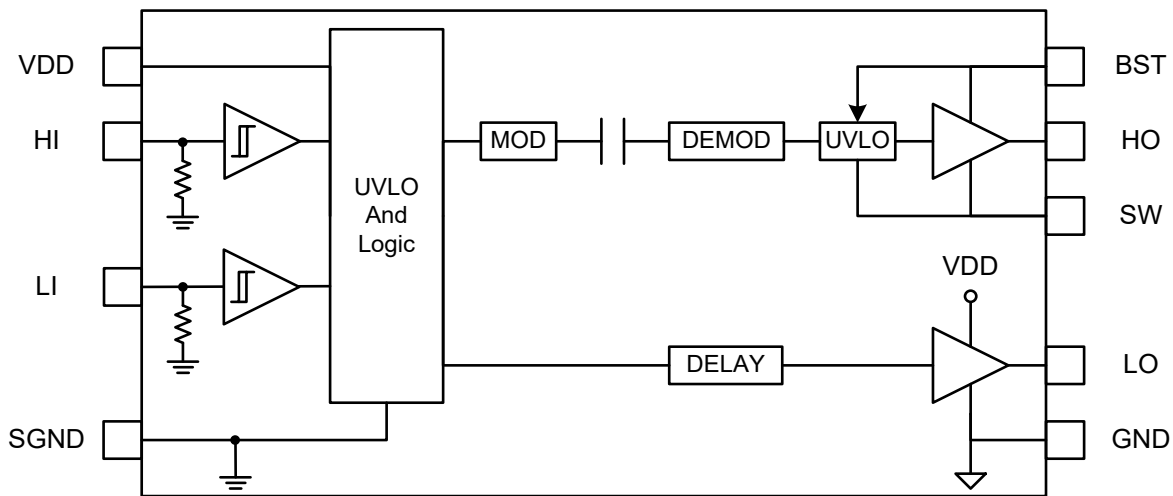 VDD
BST
HI
MOD
DEMOD
UVLO
HO
UVLO
And
Logic
SW
LI
VDD
DELAY
LO
SGND
GND